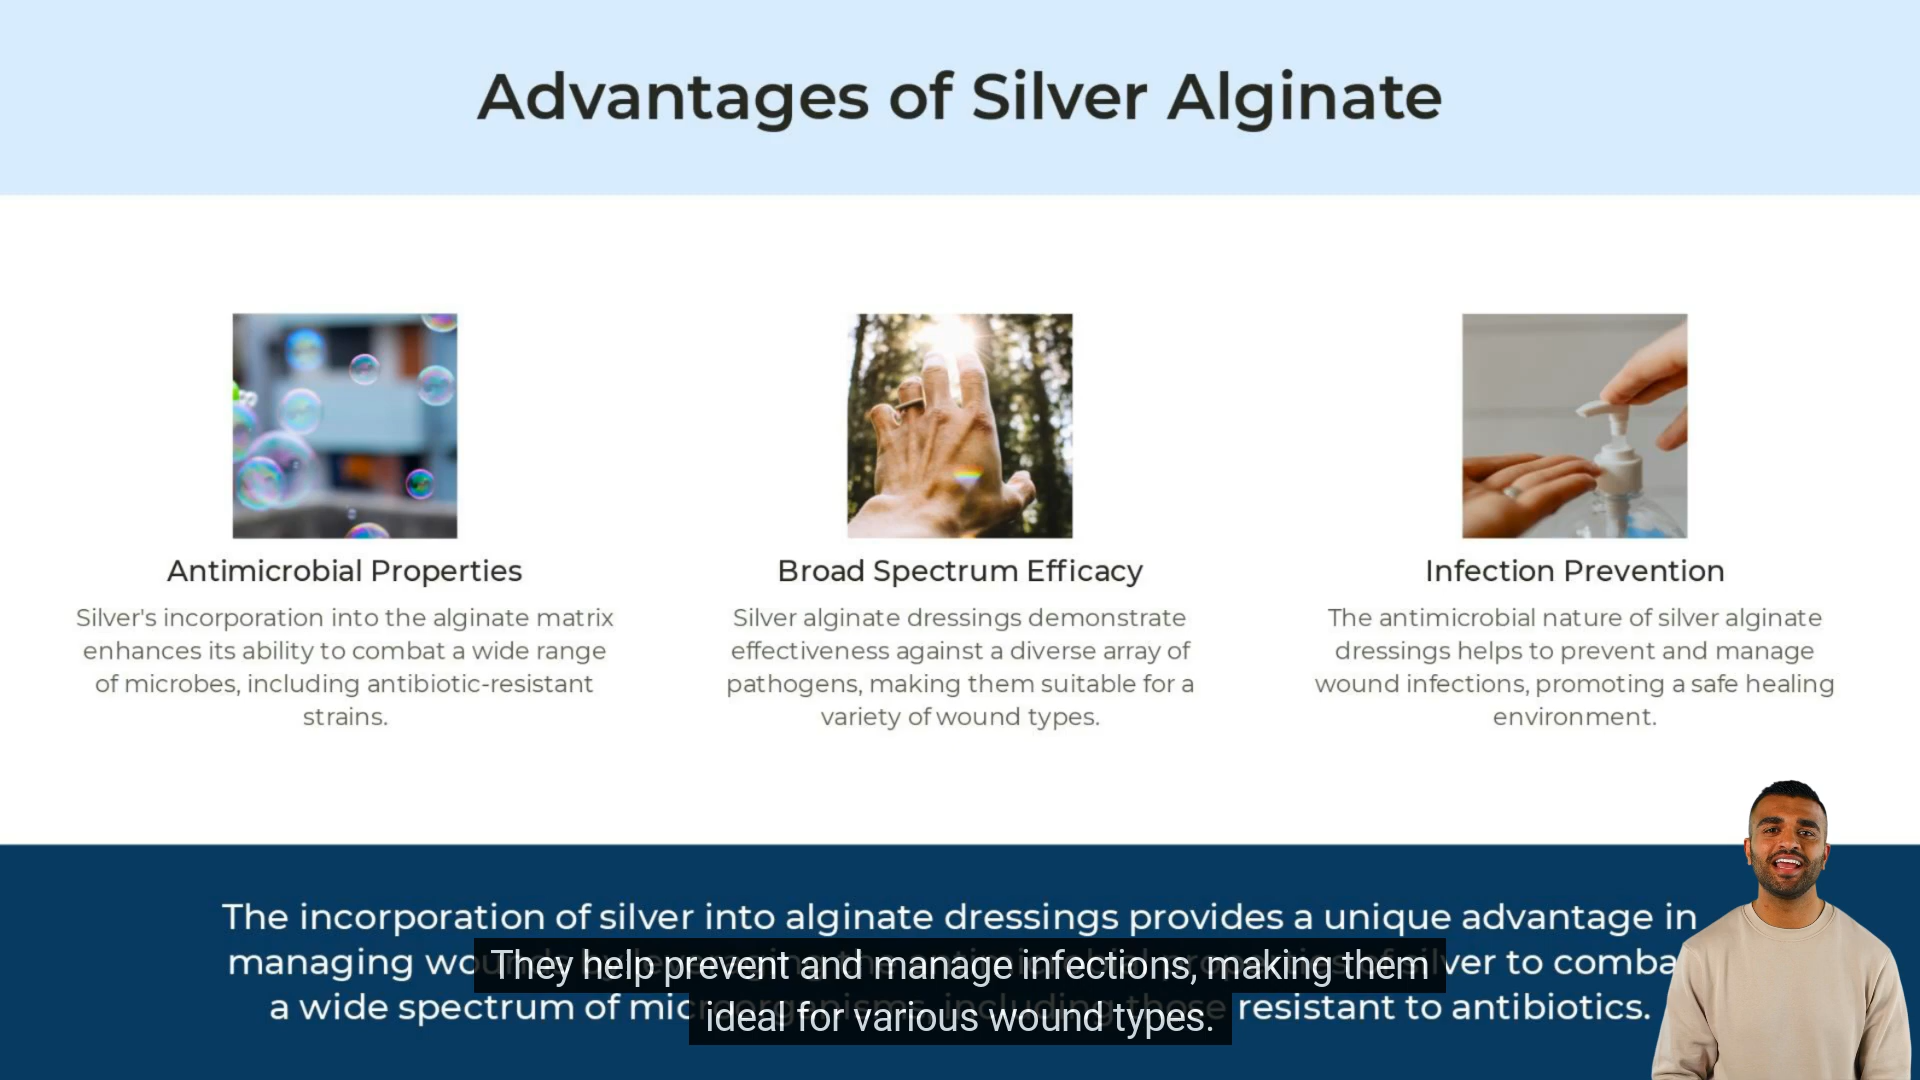 Advantages of Silver Alginate
Antimicrobial Properties
Silver's incorporation into the alginate matrix
enhances its ability to combat a wide range
of microbes, including antibiotic-resistant
strains.
Broad Spectrum Efficacy
Silver alginate dressings demonstrate
effectiveness against a diverse array of
pathogens, making them suitable for a
variety of wound types.
Infection Prevention
The antimicrobial nature of silver alginate
dressings helps to prevent and manage
wound infections, promoting a safe healing
environment.
The incorporation of silver into alginate dressings provides a unique advantage in
managing to
a wide spectrum of resistant to antibiotics.
They help prevent and manage infections, making them
ideal for various wound types.